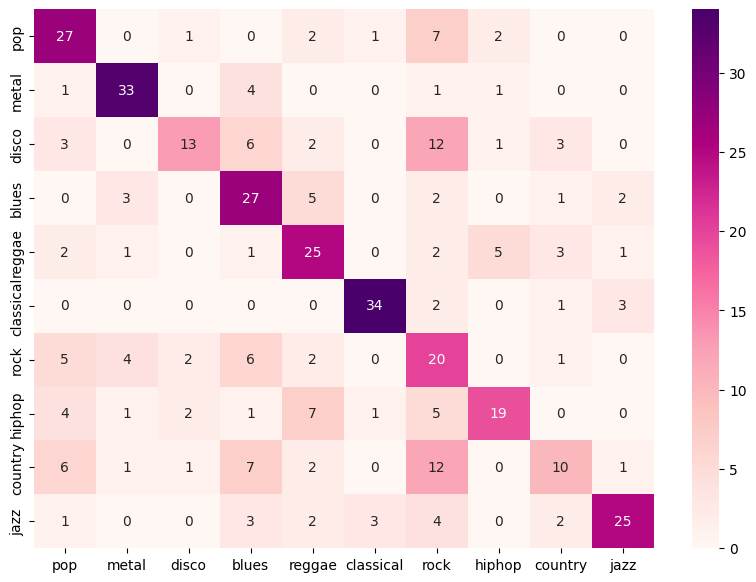 pop 27 0 1 0 2 1 7 2 0 0
metal 1 33 0 4 0 0 1 1 0 0
disco 3 0 13 6 2 0 12 1 3 0
blues 0 3 0 27 5 0 2 0 1 2
reggae 2 1 0 1 25 0 2 5 3 1
classical 0 0 0 0 0 34 2 0 1 3
rock 5 4 2 6 2 0 20 0 1 0
hiphop 4 1 2 1 7 1 5 19 0 0
country 6 1 1 7 2 0 12 0 10 1
jazz 1 0 0 3 2 3 4 0 2 25
pop metal disco blues reggae classical rock hiphop country jazz
30
25
20
15
10
5
0